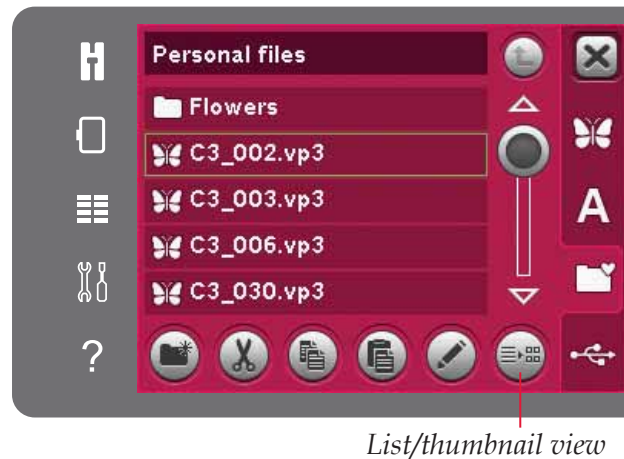 Personal files
Flowers
C3_002.vp3
C3_003.vp3
A
C3_006.vp3
C3_030.vp3
?
List/thumbnail view